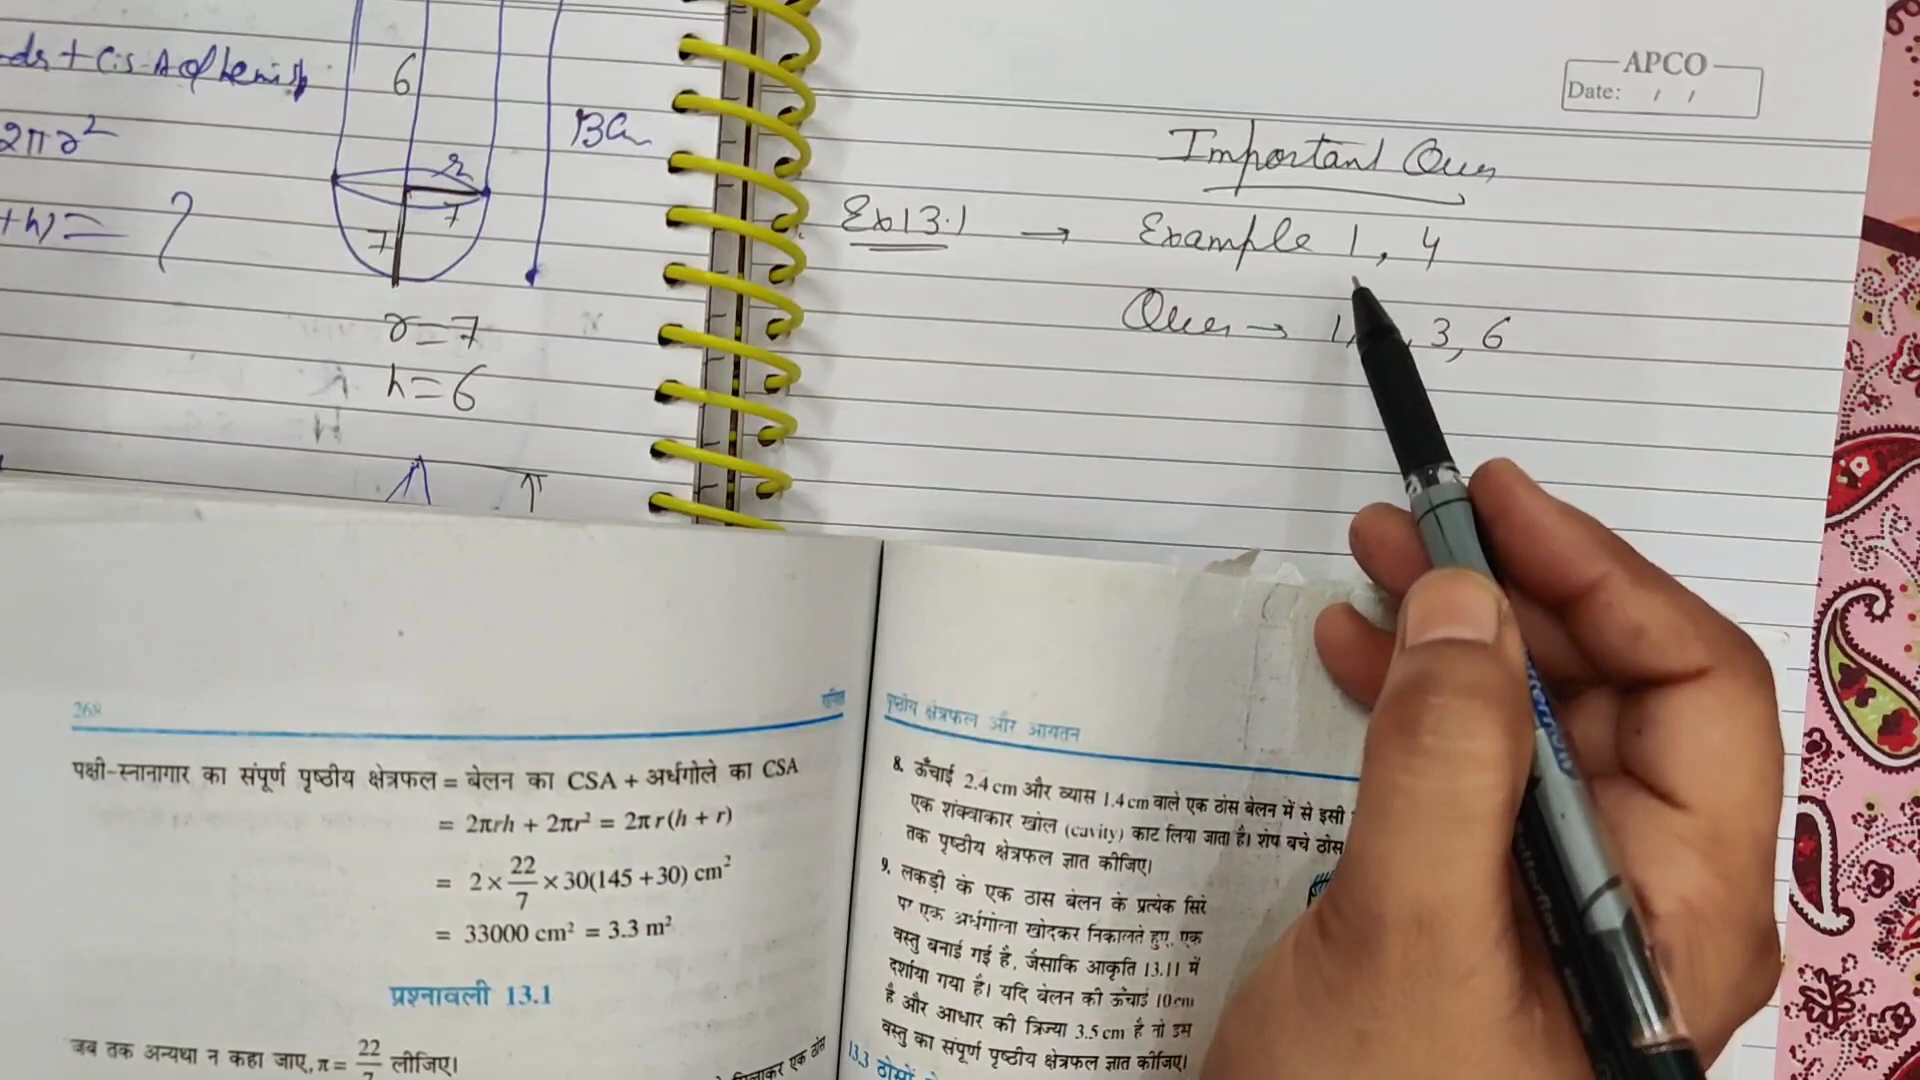 + C.S.A of hemisp
6
2πr²
13cm
r
7
7
+h) = ?
r=7
h=6
APCO
Date: / /
Important Ques
Ex 13.1 → Example 1, 4
Ques → 1, , 3, 6
268
गणित
पक्षी-स्नानागार का संपूर्ण पृष्ठीय क्षेत्रफल = बेलन का CSA + अर्धगोले का CSA
= 2πrh + 2πr² = 2πr(h + r)
= 2 × 22/7 × 30(145 + 30) cm²
= 33000 cm² = 3.3 m²
प्रश्नावली 13.1
जब तक अन्यथा न कहा जाए, π = 22/7 लीजिए।
मिलाकर एक ठोस
पृष्ठीय क्षेत्रफल और आयतन
8. ऊँचाई 2.4 cm और व्यास 1.4 cm वाले एक ठोस बेलन में से इसी
एक शंक्वाकार खोल (cavity) काट लिया जाता है। शेष बचे ठोस
तक पृष्ठीय क्षेत्रफल ज्ञात कीजिए।
9. लकड़ी के एक ठोस बेलन के प्रत्येक सिरे
पर एक अर्धगोला खोदकर निकालते हुए, एक
वस्तु बनाई गई है, जैसाकि आकृति 13.11 में
दर्शाया गया है। यदि बेलन की ऊँचाई 10 cm
है और आधार की त्रिज्या 3.5 cm है तो इस
वस्तु का संपूर्ण पृष्ठीय क्षेत्रफल ज्ञात कीजिए।
13.3 ठोसों